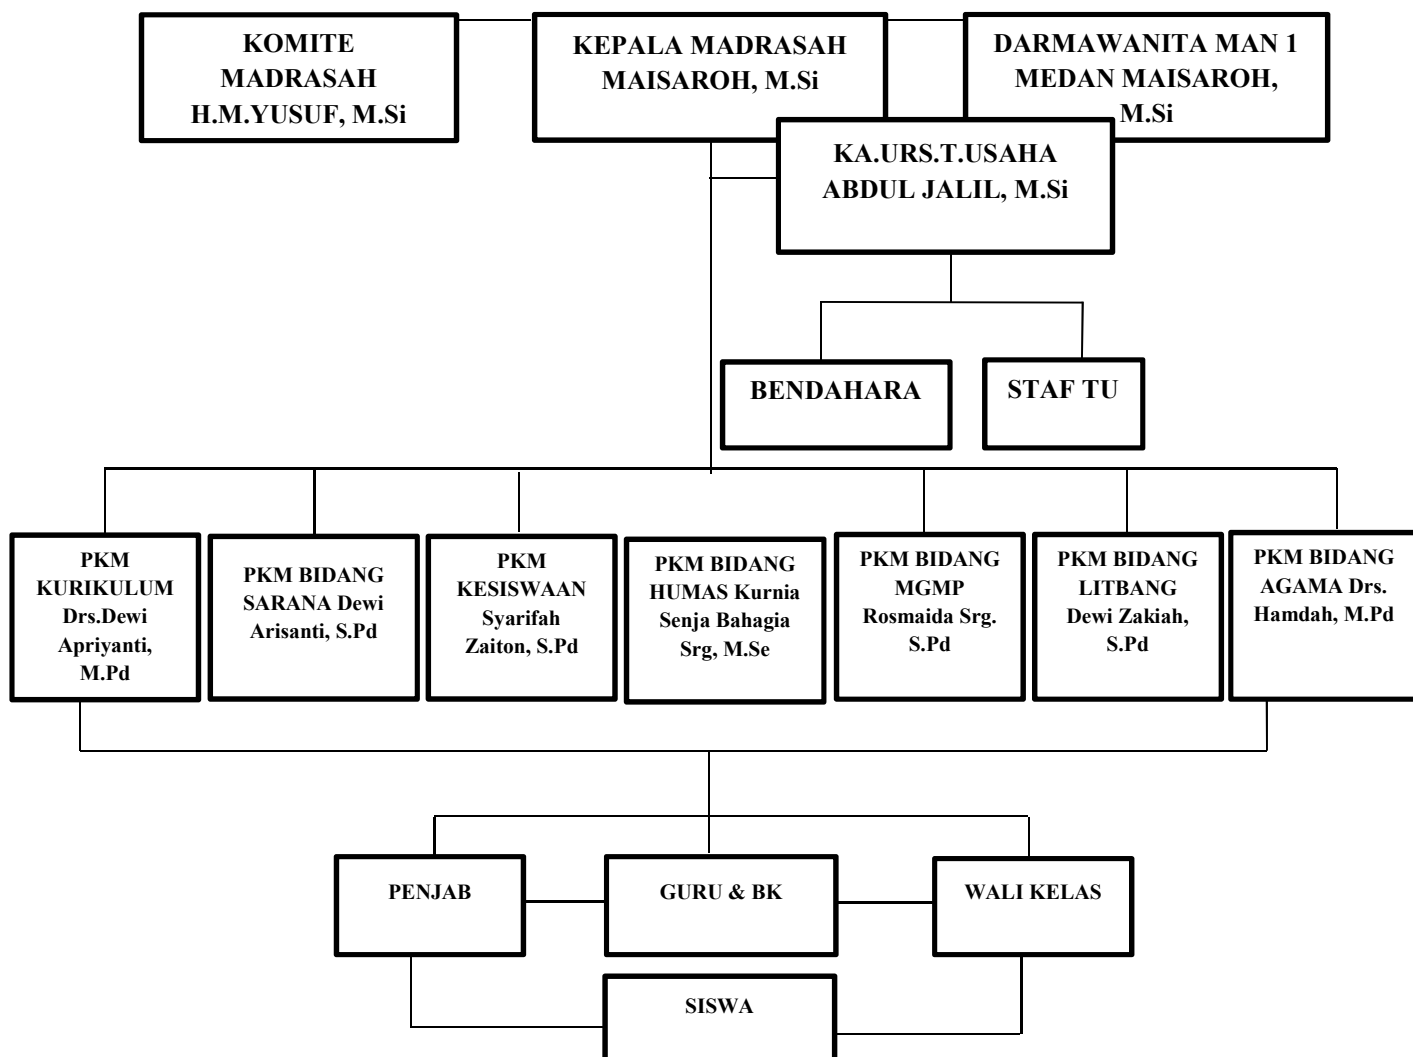 KOMITE
MADRASAH
H.M.YUSUF, M.Si
KEPALA MADRASAH
MAISAROH, M.Si
DARMAWANITA MAN 1
MEDAN MAISAROH,
M.Si
KA.URS.T.USAHA
ABDUL JALIL, M.Si
BENDAHARA
STAF TU
PKM
KURIKULUM
Drs.Dewi
Apriyanti,
M.Pd
PKM BIDANG
SARANA Dewi
Arisanti, S.Pd
PKM
KESISWAAN
Syarifah
Zaiton, S.Pd
PKM BIDANG
HUMAS Kurnia
Senja Bahagia
Srg, M.Se
PKM BIDANG
MGMP
Rosmaida Srg.
S.Pd
PKM BIDANG
LITBANG
Dewi Zakiah,
S.Pd
PKM BIDANG
AGAMA Drs.
Hamdah, M.Pd
PENJAB
GURU & BK
WALI KELAS
SISWA